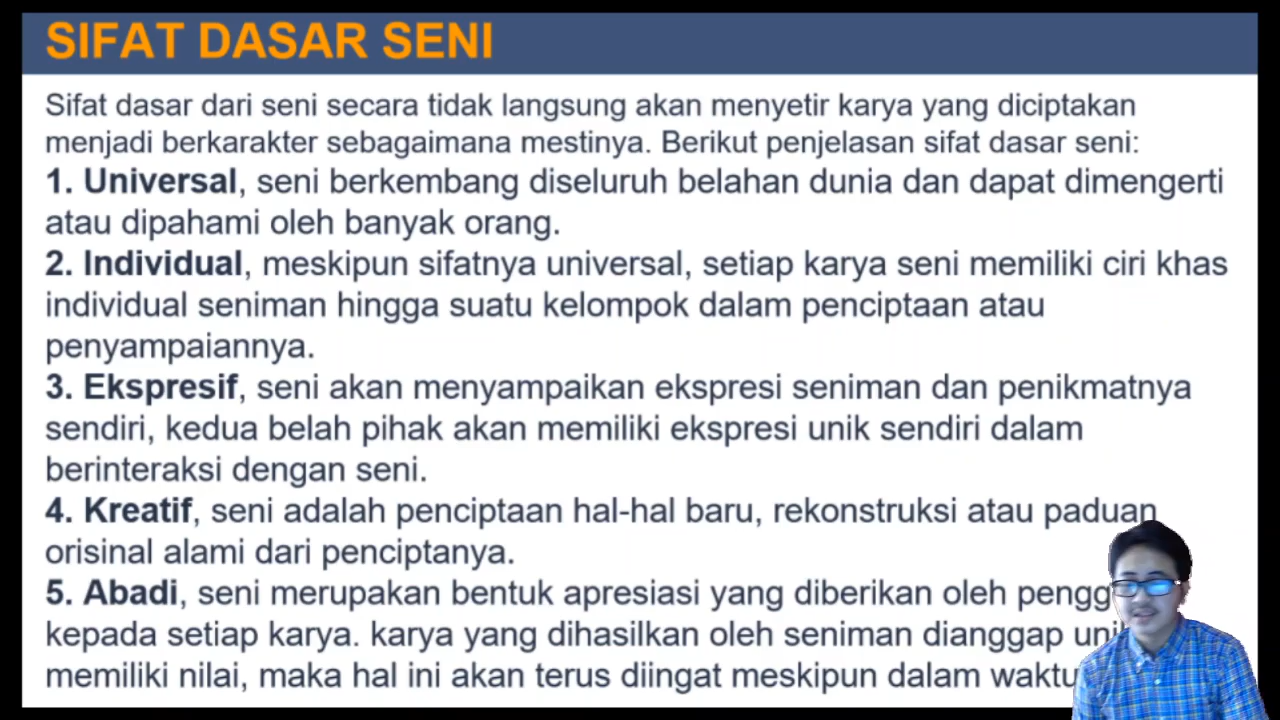 SIFAT DASAR SENI
Sifat dasar dari seni secara tidak langsung akan menyetir karya yang diciptakan
menjadi berkarakter sebagaimana mestinya. Berikut penjelasan sifat dasar seni:
1. Universal, seni berkembang diseluruh belahan dunia dan dapat dimengerti
atau dipahami oleh banyak orang.
2. Individual, meskipun sifatnya universal, setiap karya seni memiliki ciri khas
individual seniman hingga suatu kelompok dalam penciptaan atau
penyampaiannya.
3. Ekspresif, seni akan menyampaikan ekspresi seniman dan penikmatnya
sendiri, kedua belah pihak akan memiliki ekspresi unik sendiri dalam
berinteraksi dengan seni.
4. Kreatif, seni adalah penciptaan hal-hal baru, rekonstruksi atau paduan
orisinal alami dari penciptanya.
5. Abadi, seni merupakan bentuk apresiasi yang diberikan oleh
kepada setiap karya. karya yang dihasilkan oleh seniman dianggap
memiliki nilai, maka hal ini akan terus diingat meskipun dalam waktu